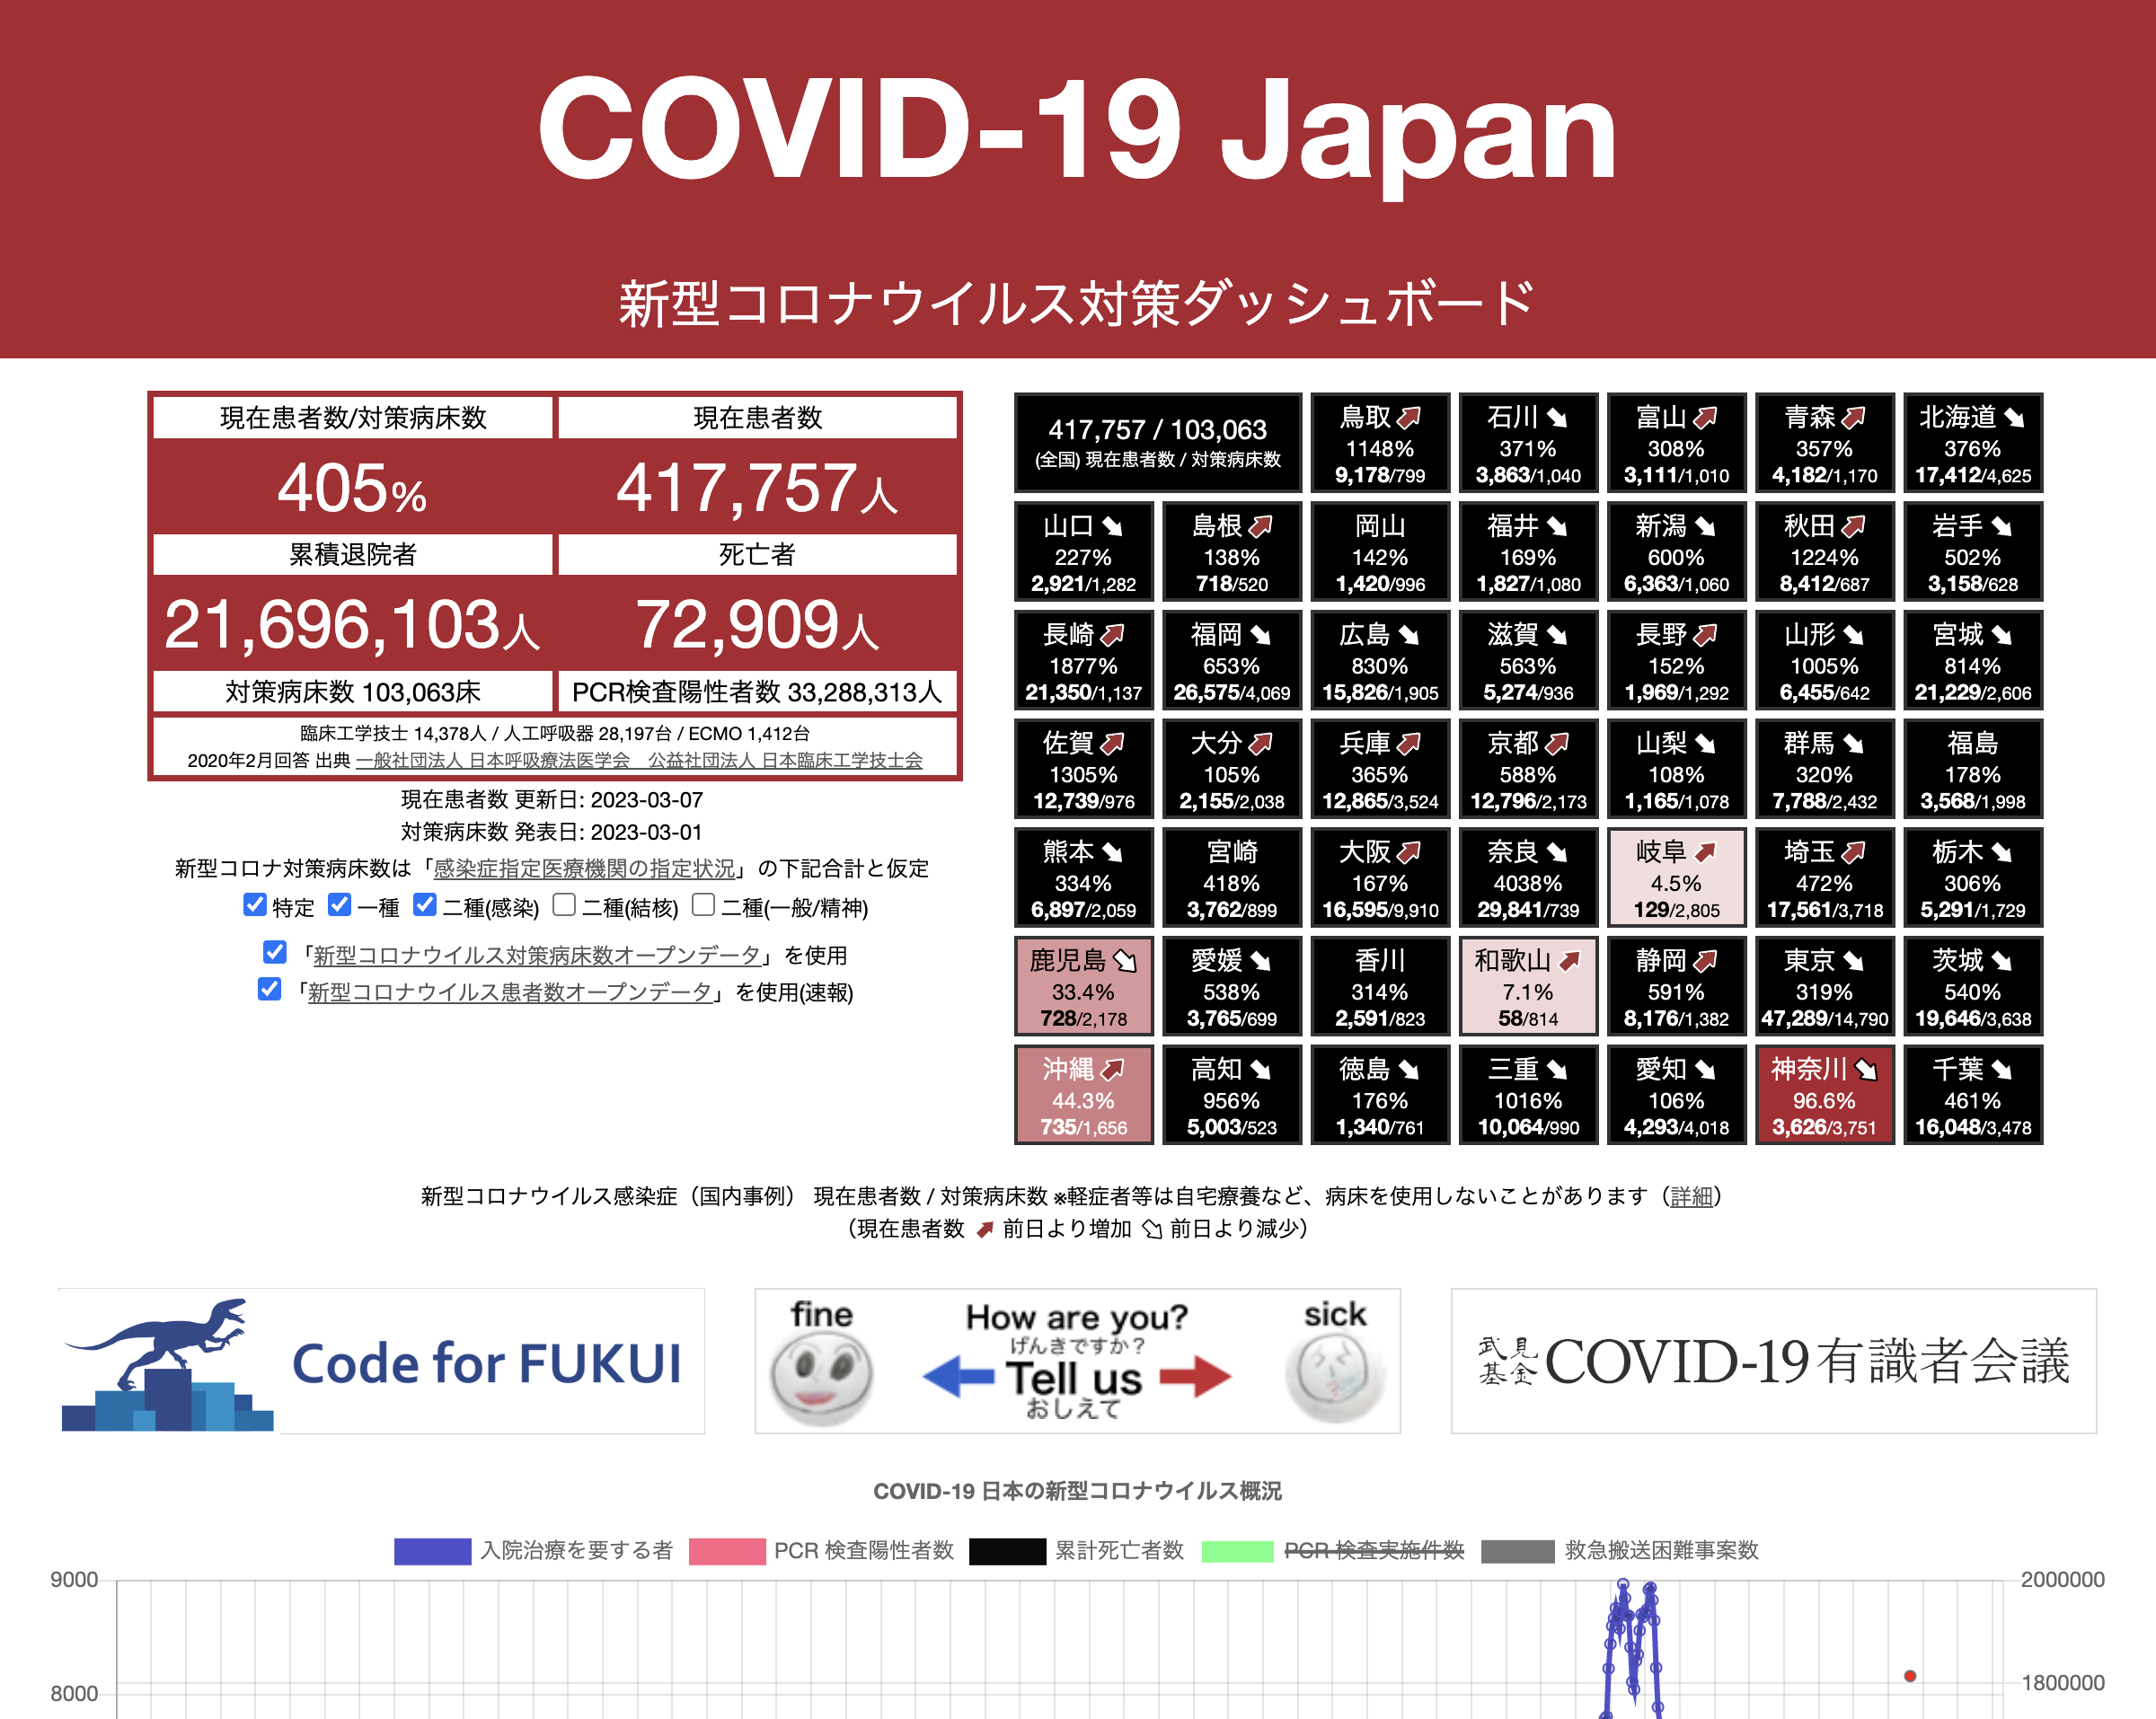 COVID-19 Japan
新型コロナウイルス対策ダッシュボード
現在患者数/対策病床数
現在患者数
405%
417,757人
累積退院者
死亡者
21,696,103人
72,909人
対策病床数 103,063床
PCR検査陽性者数 33,288,313人
臨床工学技士 14,378人 / 人工呼吸器 28,197台 / ECMO 1,412台
2020年2月回答 出典 一般社団法人 日本呼吸療法医学会　公益社団法人 日本臨床工学技士会
現在患者数 更新日: 2023-03-07
対策病床数 発表日: 2023-03-01
新型コロナ対策病床数は「感染症指定医療機関の指定状況」の下記合計と仮定
特定 一種 二種(感染) 二種(結核) 二種(一般/精神)
「新型コロナウイルス対策病床数オープンデータ」を使用
「新型コロナウイルス患者数オープンデータ」を使用(速報)
417,757 / 103,063
(全国) 現在患者数 / 対策病床数
鳥取
1148%
9,178/799
石川
371%
3,863/1,040
富山
308%
3,111/1,010
青森
357%
4,182/1,170
北海道
376%
17,412/4,625
山口
227%
2,921/1,282
島根
138%
718/520
岡山
142%
1,420/996
福井
169%
1,827/1,080
新潟
600%
6,363/1,060
秋田
1224%
8,412/687
岩手
502%
3,158/628
長崎
1877%
21,350/1,137
福岡
653%
26,575/4,069
広島
830%
15,826/1,905
滋賀
563%
5,274/936
長野
152%
1,969/1,292
山形
1005%
6,455/642
宮城
814%
21,229/2,606
佐賀
1305%
12,739/976
大分
105%
2,155/2,038
兵庫
365%
12,865/3,524
京都
588%
12,796/2,173
山梨
108%
1,165/1,078
群馬
320%
7,788/2,432
福島
178%
3,568/1,998
熊本
334%
6,897/2,059
宮崎
418%
3,762/899
大阪
167%
16,595/9,910
奈良
4038%
29,841/739
岐阜
4.5%
129/2,805
埼玉
472%
17,561/3,718
栃木
306%
5,291/1,729
鹿児島
33.4%
728/2,178
愛媛
538%
3,765/699
香川
314%
2,591/823
和歌山
7.1%
58/814
静岡
591%
8,176/1,382
東京
319%
47,289/14,790
茨城
540%
19,646/3,638
沖縄
44.3%
735/1,656
高知
956%
5,003/523
徳島
176%
1,340/761
三重
1016%
10,064/990
愛知
106%
4,293/4,018
神奈川
96.6%
3,626/3,751
千葉
461%
16,048/3,478
新型コロナウイルス感染症（国内事例） 現在患者数 / 対策病床数 ※軽症者等は自宅療養など、病床を使用しないことがあります（詳細）
（現在患者数 前日より増加 前日より減少）
Code for FUKUI
fine
How are you?
げんきですか？
Tell us
おしえて
sick
武見基金 COVID-19有識者会議
COVID-19 日本の新型コロナウイルス概況
入院治療を要する者 PCR 検査陽性者数 累計死亡者数 PCR 検査実施件数 救急搬送困難事案数
9000
2000000
8000
1800000